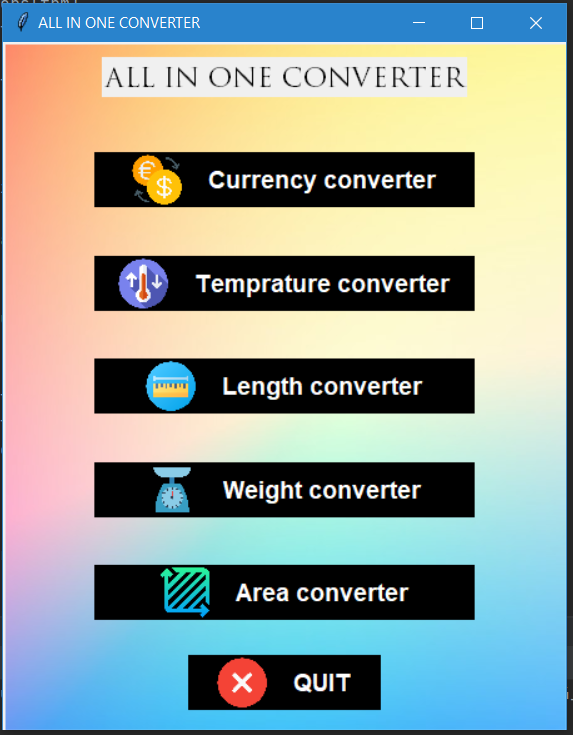 ALL IN ONE CONVERTER
ALL IN ONE CONVERTER
€
$
Currency converter
Temprature converter
Length converter
Weight converter
Area converter
QUIT